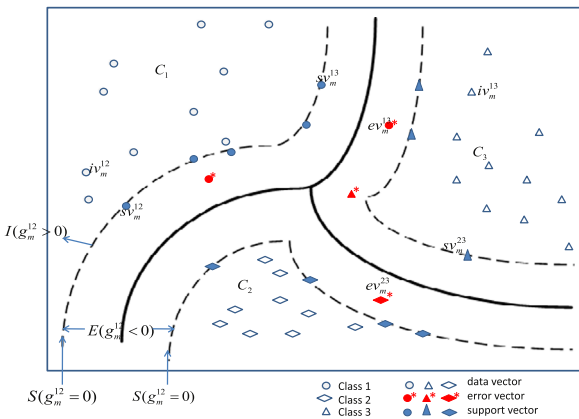 C₁
sv_m^13
iv_m^13
ev_m^13 *
C₃
iv_m^12
*
*
sv_m^12
I(g_m^12>0)
sv_m^23
C₂
ev_m^23
*
E(g_m^12<0)
S(g_m^12=0) S(g_m^12=0)
Class 1 data vector
Class 2 * * * error vector
Class 3 support vector